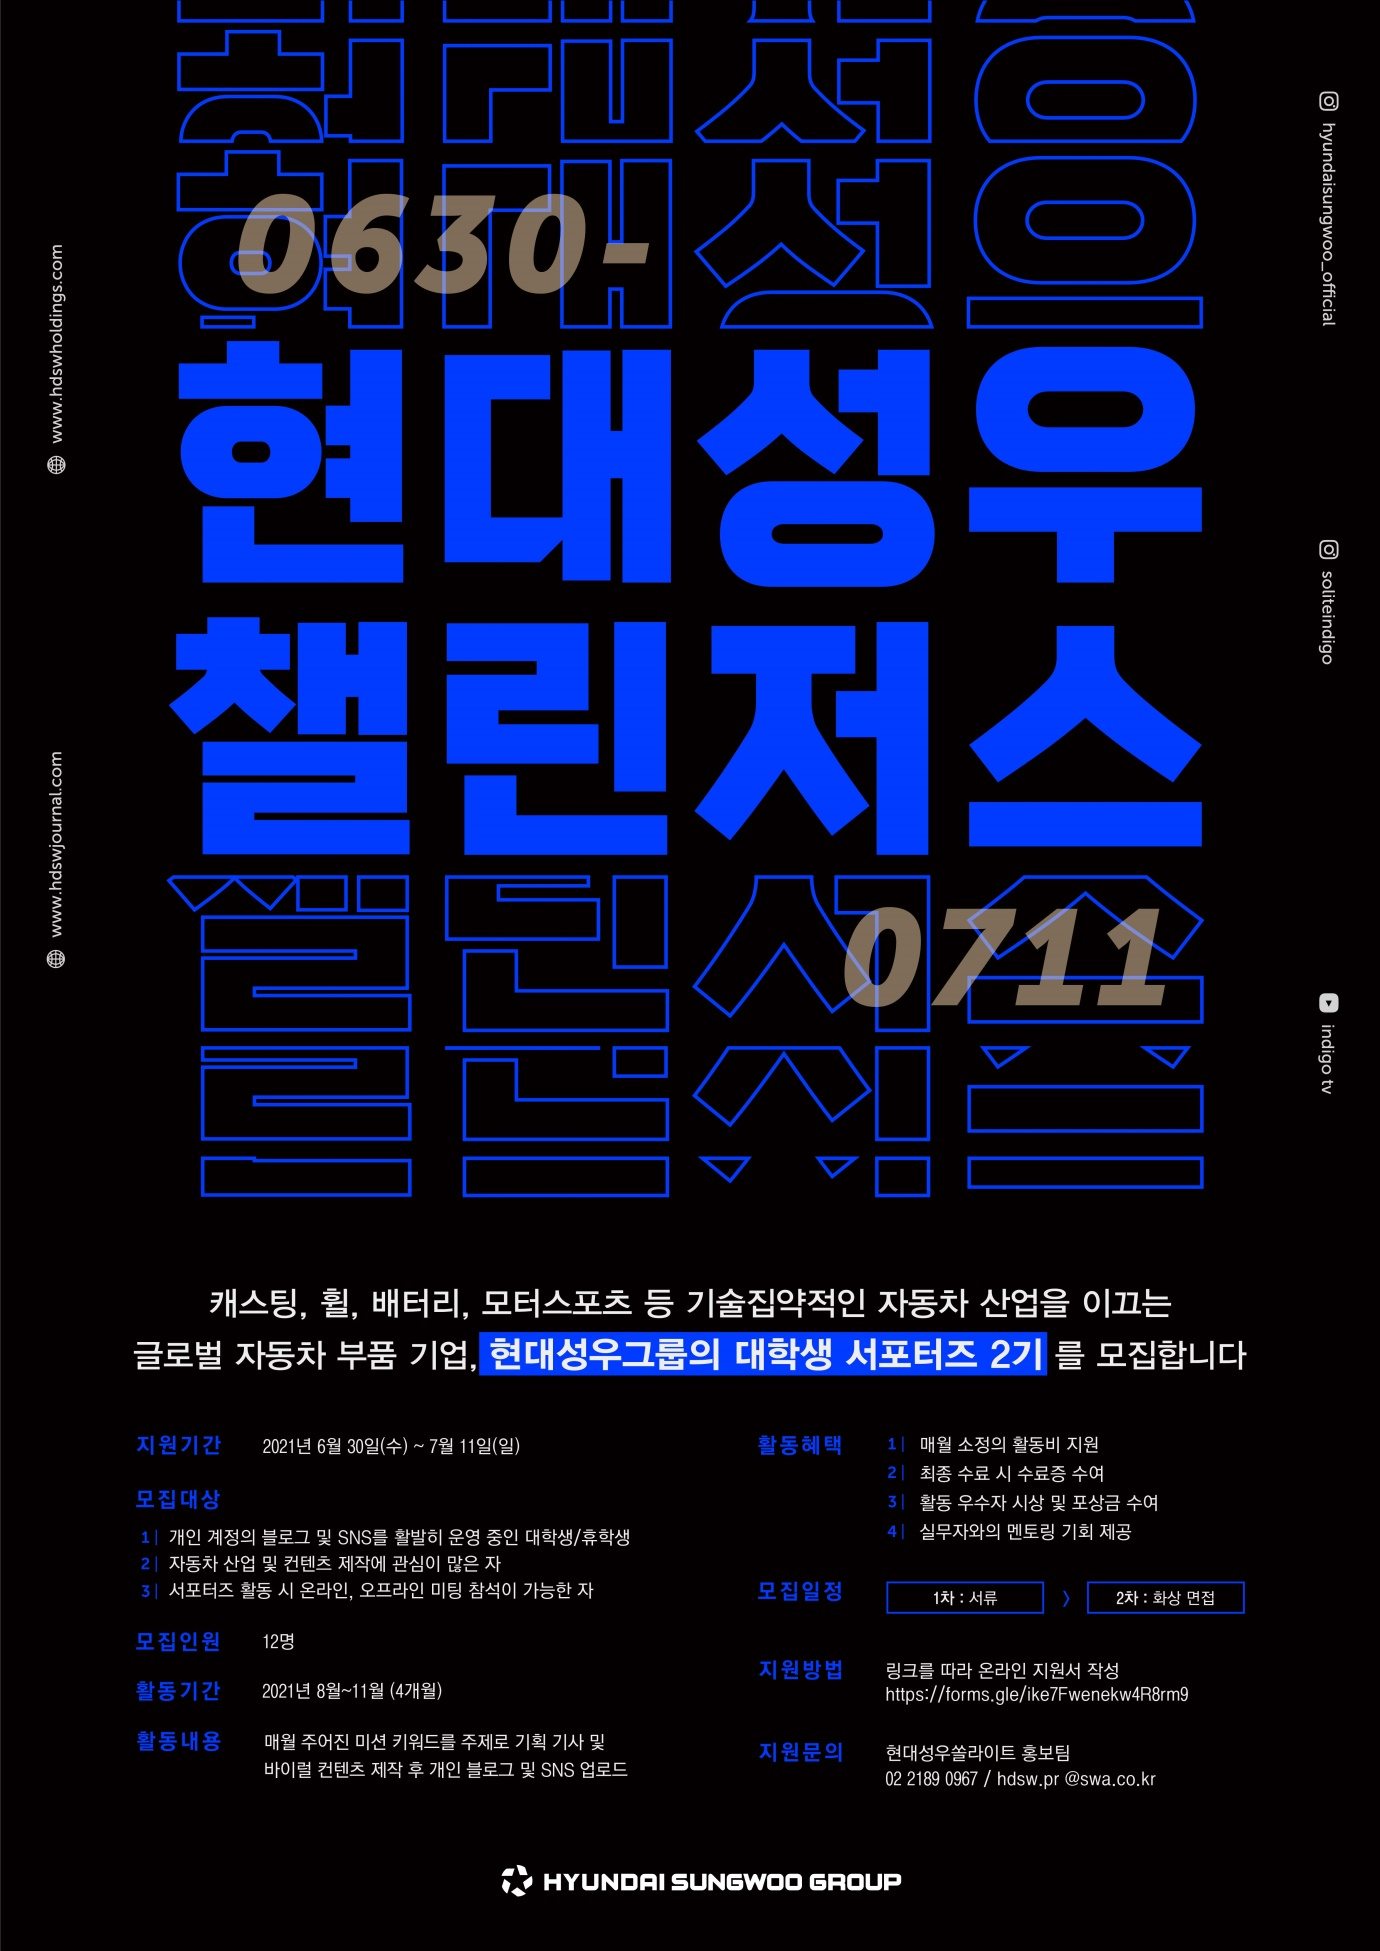 0630-
현대성우
챌린저스
0711
www.hdswholdings.com
www.hdswjournal.com
hyundaisungwoo_official
soliteindigo
indigo tv
캐스팅, 휠, 배터리, 모터스포츠 등 기술집약적인 자동차 산업을 이끄는
글로벌 자동차 부품 기업, 현대성우그룹의 대학생 서포터즈 2기 를 모집합니다
지원기간 2021년 6월 30일(수) ~ 7월 11일(일)
모집대상
1| 개인 계정의 블로그 및 SNS를 활발히 운영 중인 대학생/휴학생
2| 자동차 산업 및 컨텐츠 제작에 관심이 많은 자
3| 서포터즈 활동 시 온라인, 오프라인 미팅 참석이 가능한 자
모집인원 12명
활동기간 2021년 8월~11월 (4개월)
활동내용 매월 주어진 미션 키워드를 주제로 기획 기사 및
바이럴 컨텐츠 제작 후 개인 블로그 및 SNS 업로드
활동혜택 1| 매월 소정의 활동비 지원
2| 최종 수료 시 수료증 수여
3| 활동 우수자 시상 및 포상금 수여
4| 실무자와의 멘토링 기회 제공
모집일정 1차 : 서류 〉 2차 : 화상 면접
지원방법 링크를 따라 온라인 지원서 작성
https://forms.gle/ike7Fwenekw4R8rm9
지원문의 현대성우쏠라이트 홍보팀
02 2189 0967 / hdsw.pr @swa.co.kr
HYUNDAI SUNGWOO GROUP